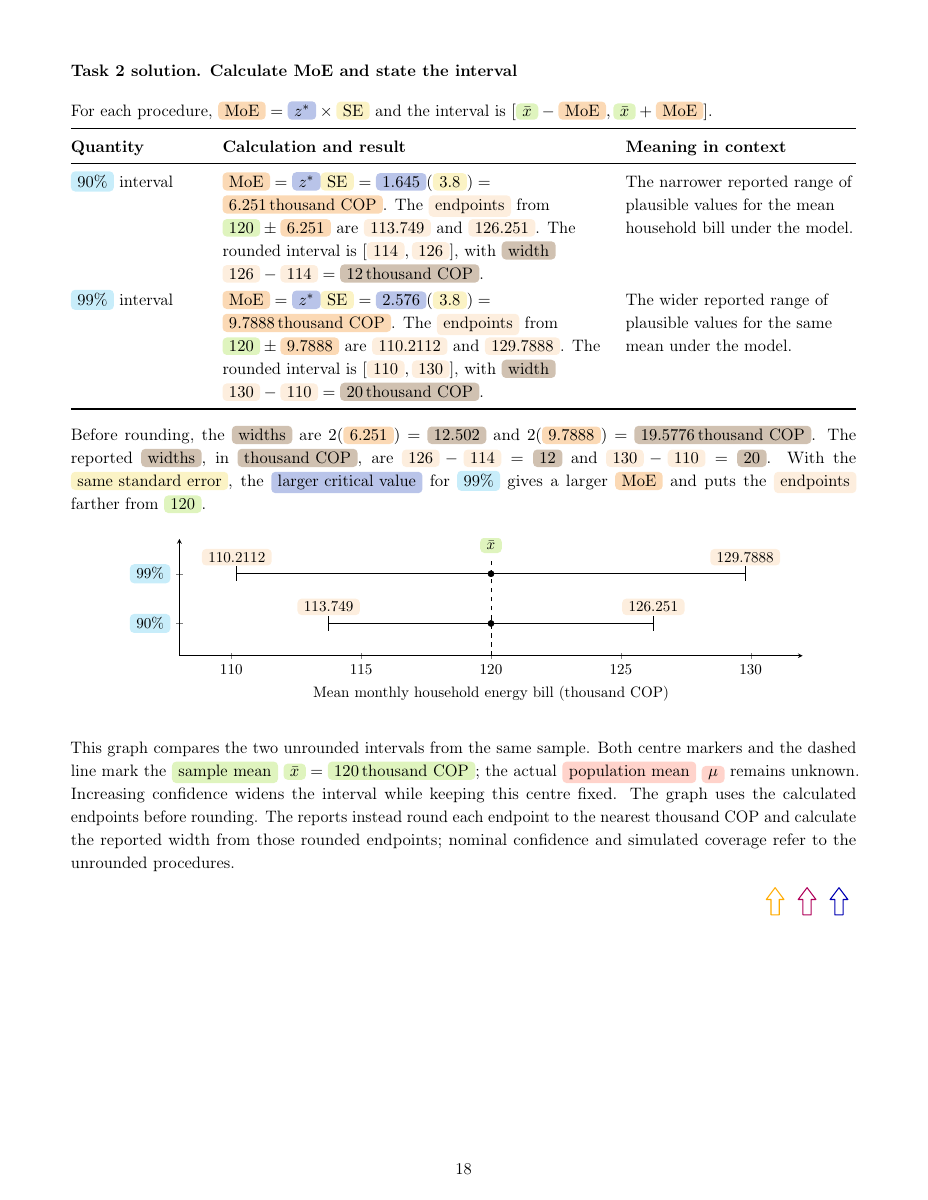 Task 2 solution. Calculate MoE and state the interval
For each procedure, MoE = z* × SE and the interval is [ x̄ − MoE , x̄ + MoE ].
Quantity Calculation and result Meaning in context
90% interval MoE = z* SE = 1.645 ( 3.8 ) = The narrower reported range of
6.251 thousand COP . The endpoints from plausible values for the mean
120 ± 6.251 are 113.749 and 126.251 . The household bill under the model.
rounded interval is [ 114 , 126 ], with width
126 − 114 = 12 thousand COP .
99% interval MoE = z* SE = 2.576 ( 3.8 ) = The wider reported range of
9.7888 thousand COP . The endpoints from plausible values for the same
120 ± 9.7888 are 110.2112 and 129.7888 . The mean under the model.
rounded interval is [ 110 , 130 ], with width
130 − 110 = 20 thousand COP .
Before rounding, the widths are 2( 6.251 ) = 12.502 and 2( 9.7888 ) = 19.5776 thousand COP . The
reported widths , in thousand COP , are 126 − 114 = 12 and 130 − 110 = 20 . With the
same standard error , the larger critical value for 99% gives a larger MoE and puts the endpoints
farther from 120 .
x̄
110.2112 129.7888
99%
113.749 126.251
90%
110 115 120 125 130
Mean monthly household energy bill (thousand COP)
This graph compares the two unrounded intervals from the same sample. Both centre markers and the dashed
line mark the sample mean x̄ = 120 thousand COP ; the actual population mean μ remains unknown.
Increasing confidence widens the interval while keeping this centre fixed. The graph uses the calculated
endpoints before rounding. The reports instead round each endpoint to the nearest thousand COP and calculate
the reported width from those rounded endpoints; nominal confidence and simulated coverage refer to the
unrounded procedures.
18